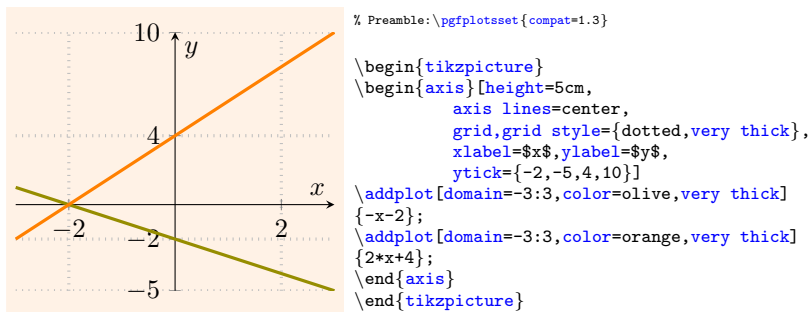 10
y
4
x
−2
2
−2
−5
% Preamble:\pgfplotsset{compat=1.3}
\begin{tikzpicture}
\begin{axis}[height=5cm,
axis lines=center,
grid,grid style={dotted,very thick},
xlabel=$x$,ylabel=$y$,
ytick={-2,-5,4,10}]
\addplot[domain=-3:3,color=olive,very thick]
{-x-2};
\addplot[domain=-3:3,color=orange,very thick]
{2*x+4};
\end{axis}
\end{tikzpicture}